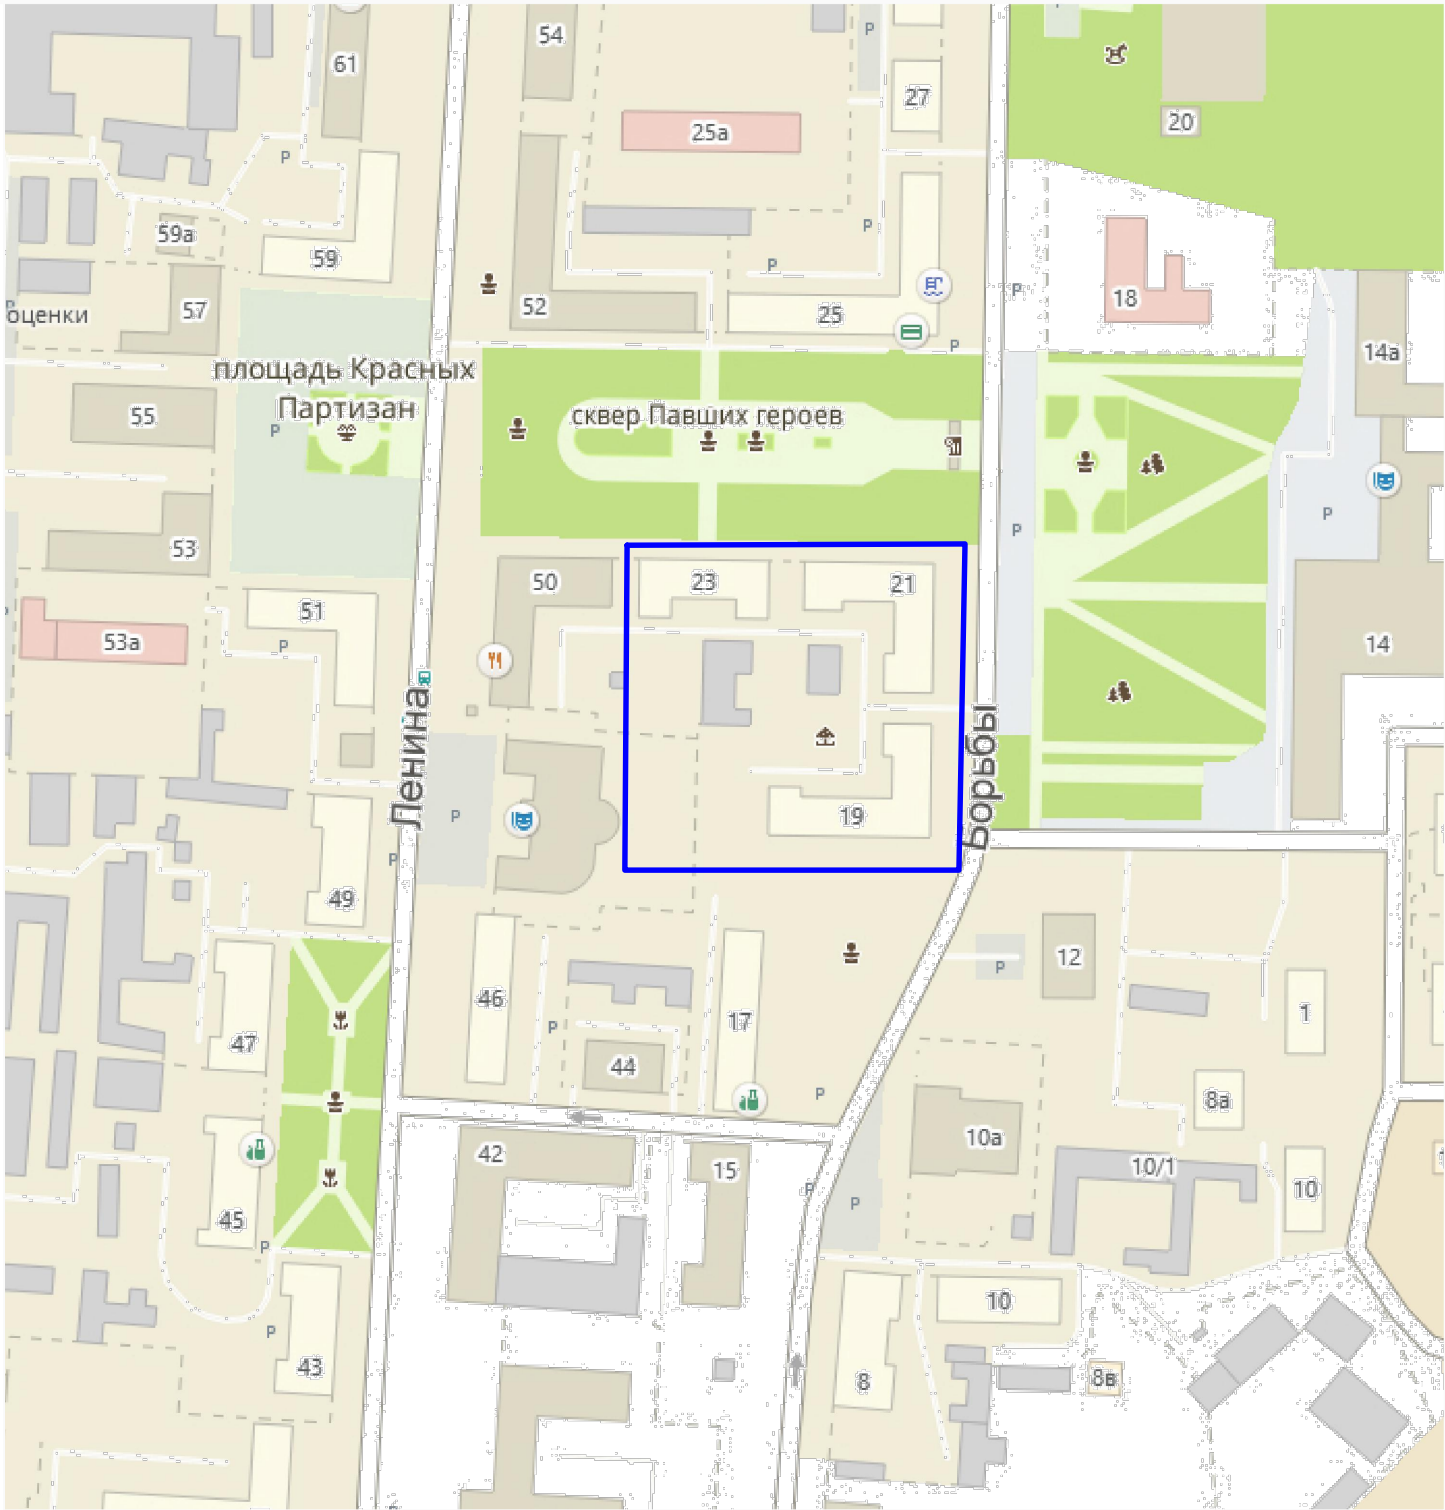 54
P
P
61
27
25а
20
P
59а
59
P
P
P
18
57
52
25
оценки
P
14а
площадь Красных
Партизан
55
P
сквер Павших героев
P
P
53
50
23
21
51
53а
P
14
Ленина
Борьбы
P
19
P
49
12
P
46
17
1
47
P
44
P
8а
42
10а
10/1
15
10
45
P
P
P
10
P
43
8
8в